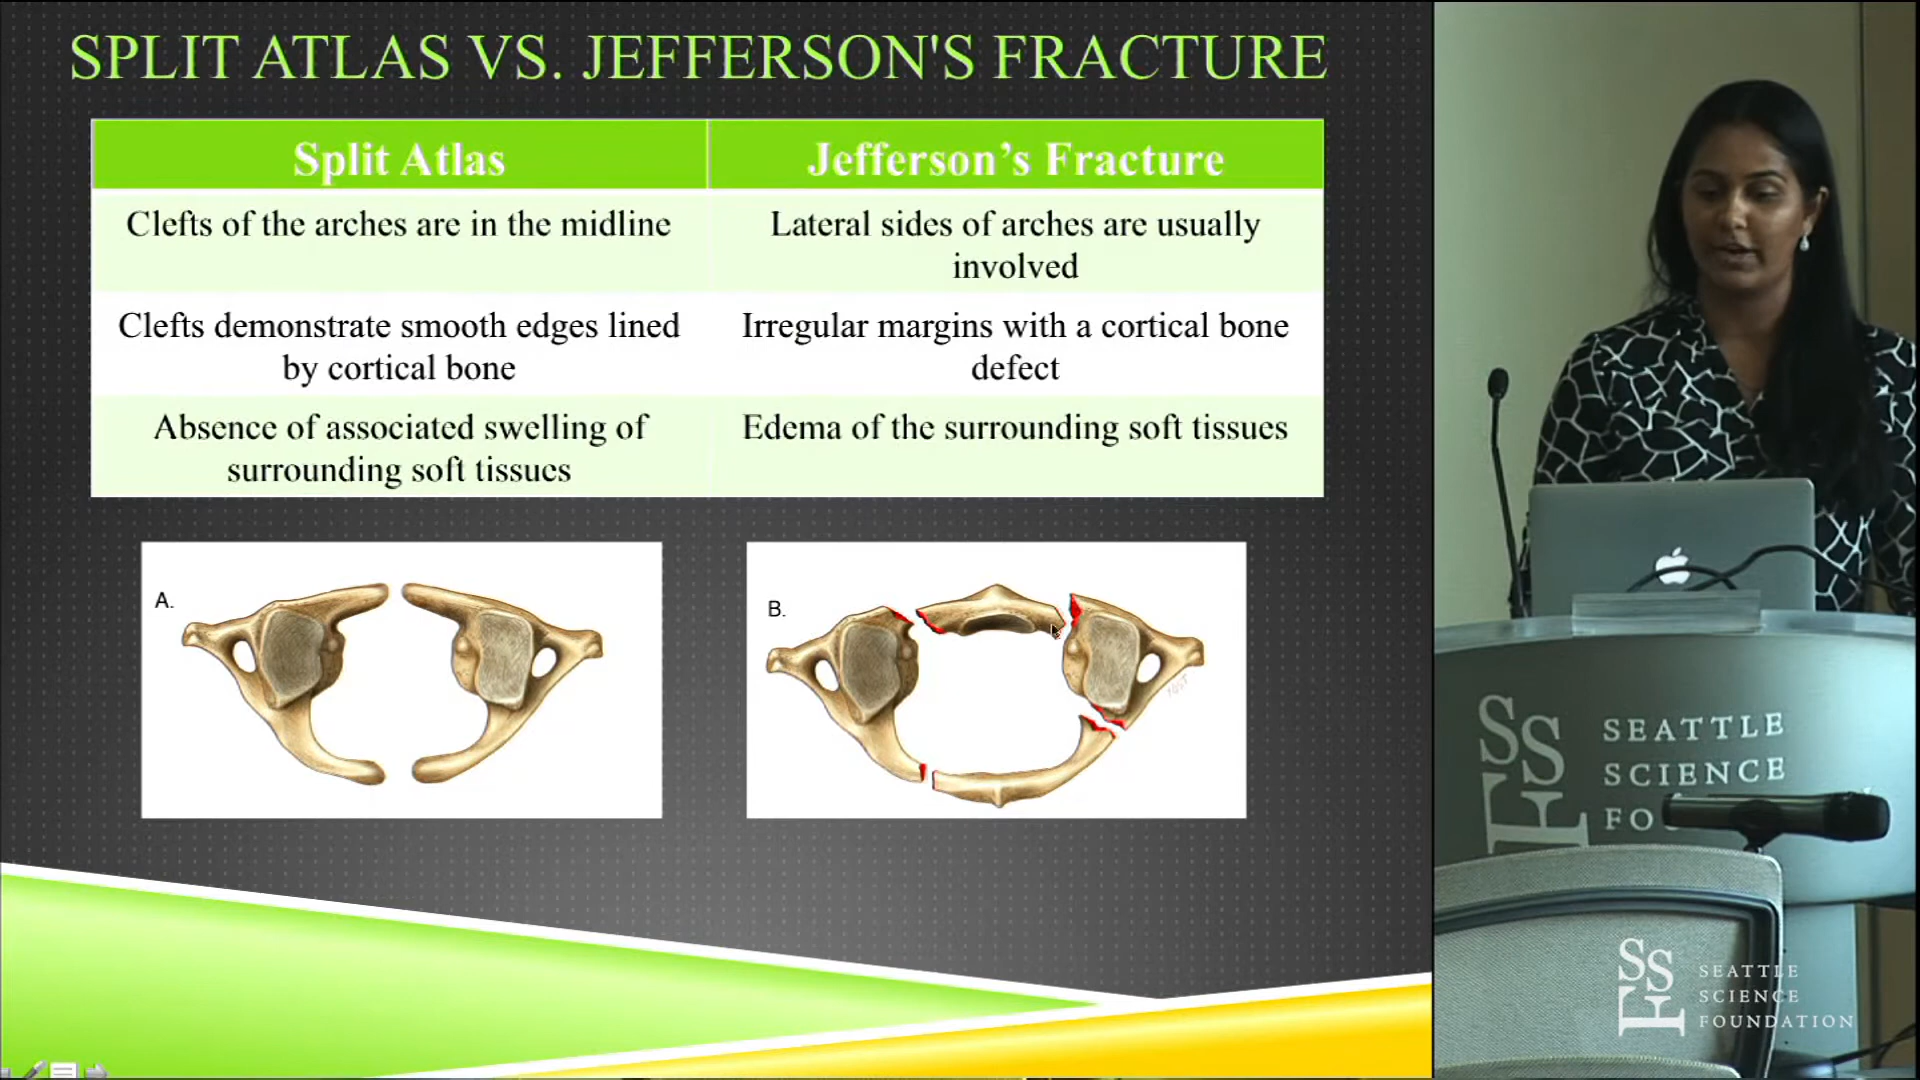 SPLIT ATLAS VS. JEFFERSON'S FRACTURE
Split Atlas
Jefferson's Fracture
Clefts of the arches are in the midline
Lateral sides of arches are usually
involved
Clefts demonstrate smooth edges lined
by cortical bone
Irregular margins with a cortical bone
defect
Absence of associated swelling of
surrounding soft tissues
Edema of the surrounding soft tissues
A.
B.
SEATTLE
SCIENCE
FO
SEATTLE
SCIENCE
FOUNDATION